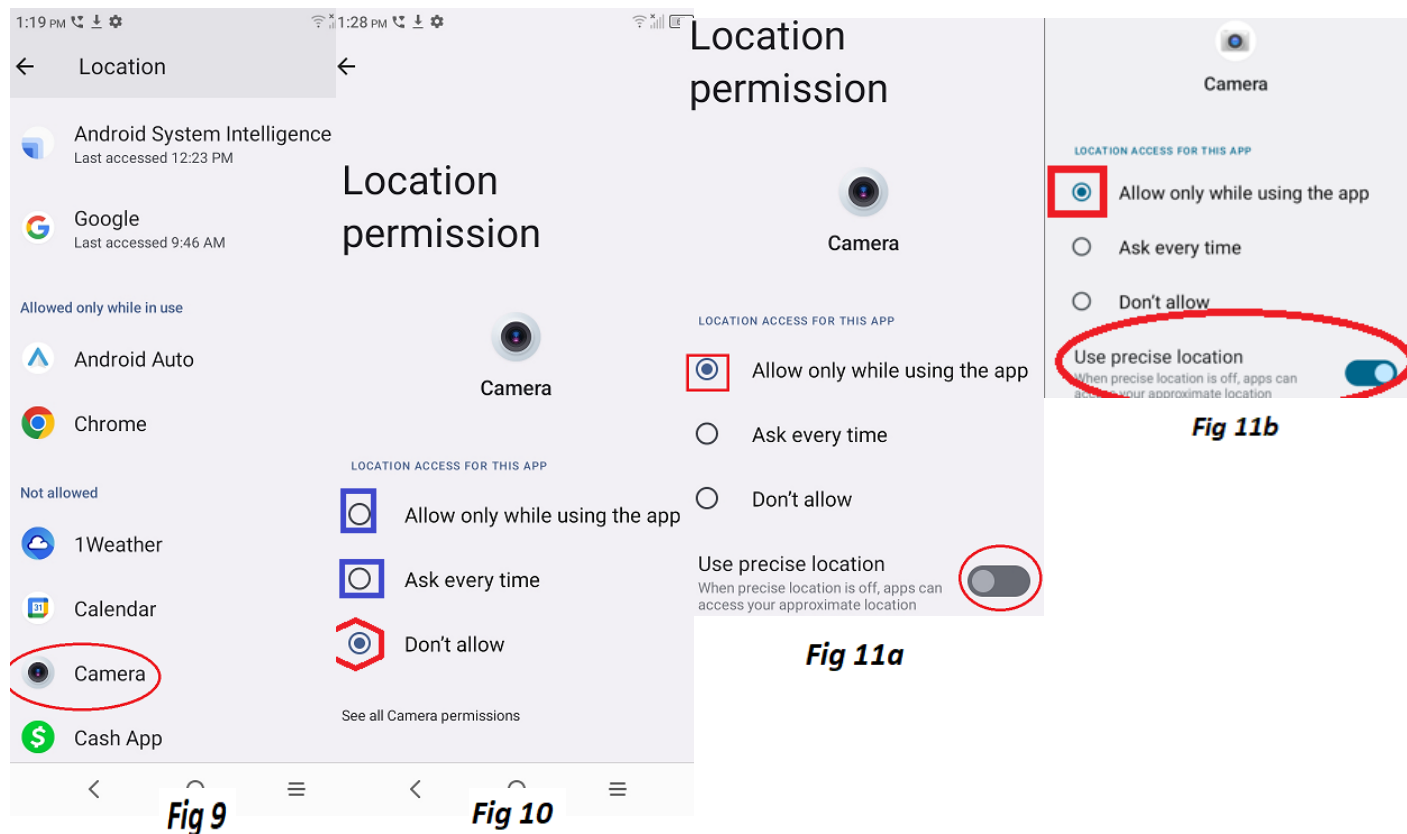 1:19 PM
Location
Android System Intelligence
Last accessed 12:23 PM
Google
Last accessed 9:46 AM
Allowed only while in use
Android Auto
Chrome
Not allowed
1Weather
31
Calendar
Camera
Cash App
Fig 9
1:28 PM
Location
permission
Camera
LOCATION ACCESS FOR THIS APP
Allow only while using the app
Ask every time
Don't allow
See all Camera permissions
Fig 10
Location
permission
Camera
LOCATION ACCESS FOR THIS APP
Allow only while using the app
Ask every time
Don't allow
Use precise location
When precise location is off, apps can
access your approximate location
Fig 11a
Camera
LOCATION ACCESS FOR THIS APP
Allow only while using the app
Ask every time
Don't allow
Use precise location
When precise location is off, apps can
access your approximate location
Fig 11b